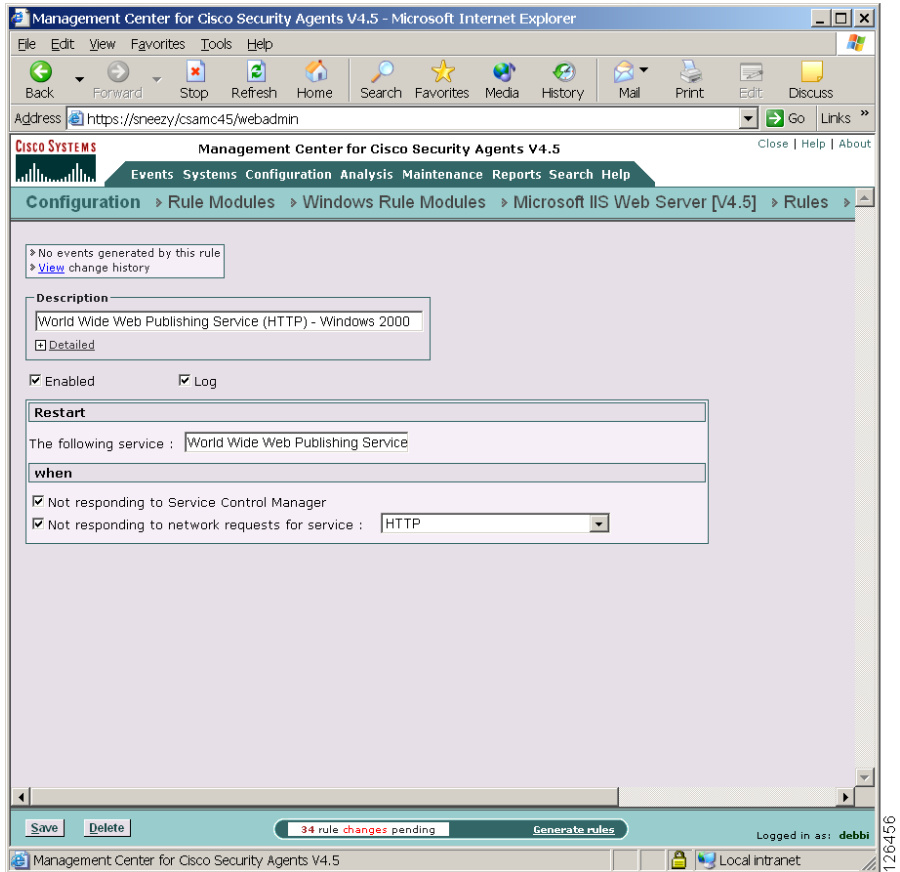 Management Center for Cisco Security Agents V4.5 - Microsoft Internet Explorer
File Edit View Favorites Tools Help
Back Forward Stop Refresh Home Search Favorites Media History Mail Print Edit Discuss
Address https://sneezy/csamc45/webadmin Go Links »
CISCO SYSTEMS Management Center for Cisco Security Agents V4.5 Close | Help | About
Events Systems Configuration Analysis Maintenance Reports Search Help
Configuration > Rule Modules > Windows Rule Modules > Microsoft IIS Web Server [V4.5] > Rules >
No events generated by this rule
View change history
Description
World Wide Web Publishing Service (HTTP) - Windows 2000
Detailed
Enabled Log
Restart
The following service : World Wide Web Publishing Service
when
Not responding to Service Control Manager
Not responding to network requests for service : HTTP
Save Delete 34 rule changes pending Generate rules Logged in as: debbi
Management Center for Cisco Security Agents V4.5 Local intranet
126456